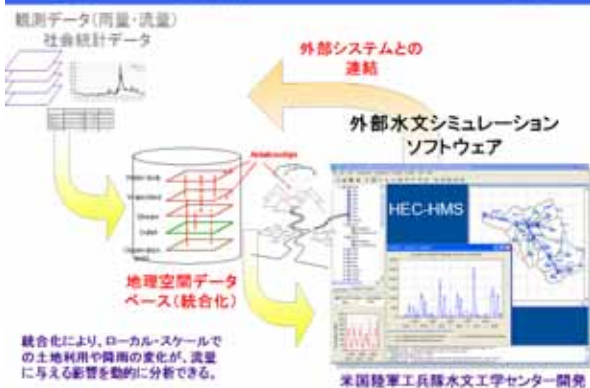 観測データ(雨量・流量)
社会統計データ
外部システムとの
連結
外部水文シミュレーション
ソフトウェア
Relationships
HEC-HMS
地理空間データ
ベース(統合化)
統合化により、ローカル・スケールで
の土地利用や降雨の変化が、流量
に与える影響を動的に分析できる。
米国陸軍工兵隊水文工学センター開発